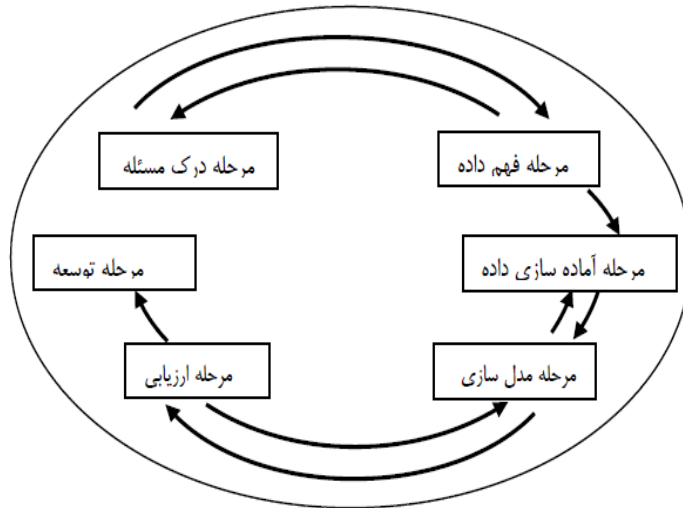 مرحله درک مسئله
مرحله فهم داده
مرحله آماده سازی داده
مرحله مدل سازی
مرحله ارزیابی
مرحله توسعه